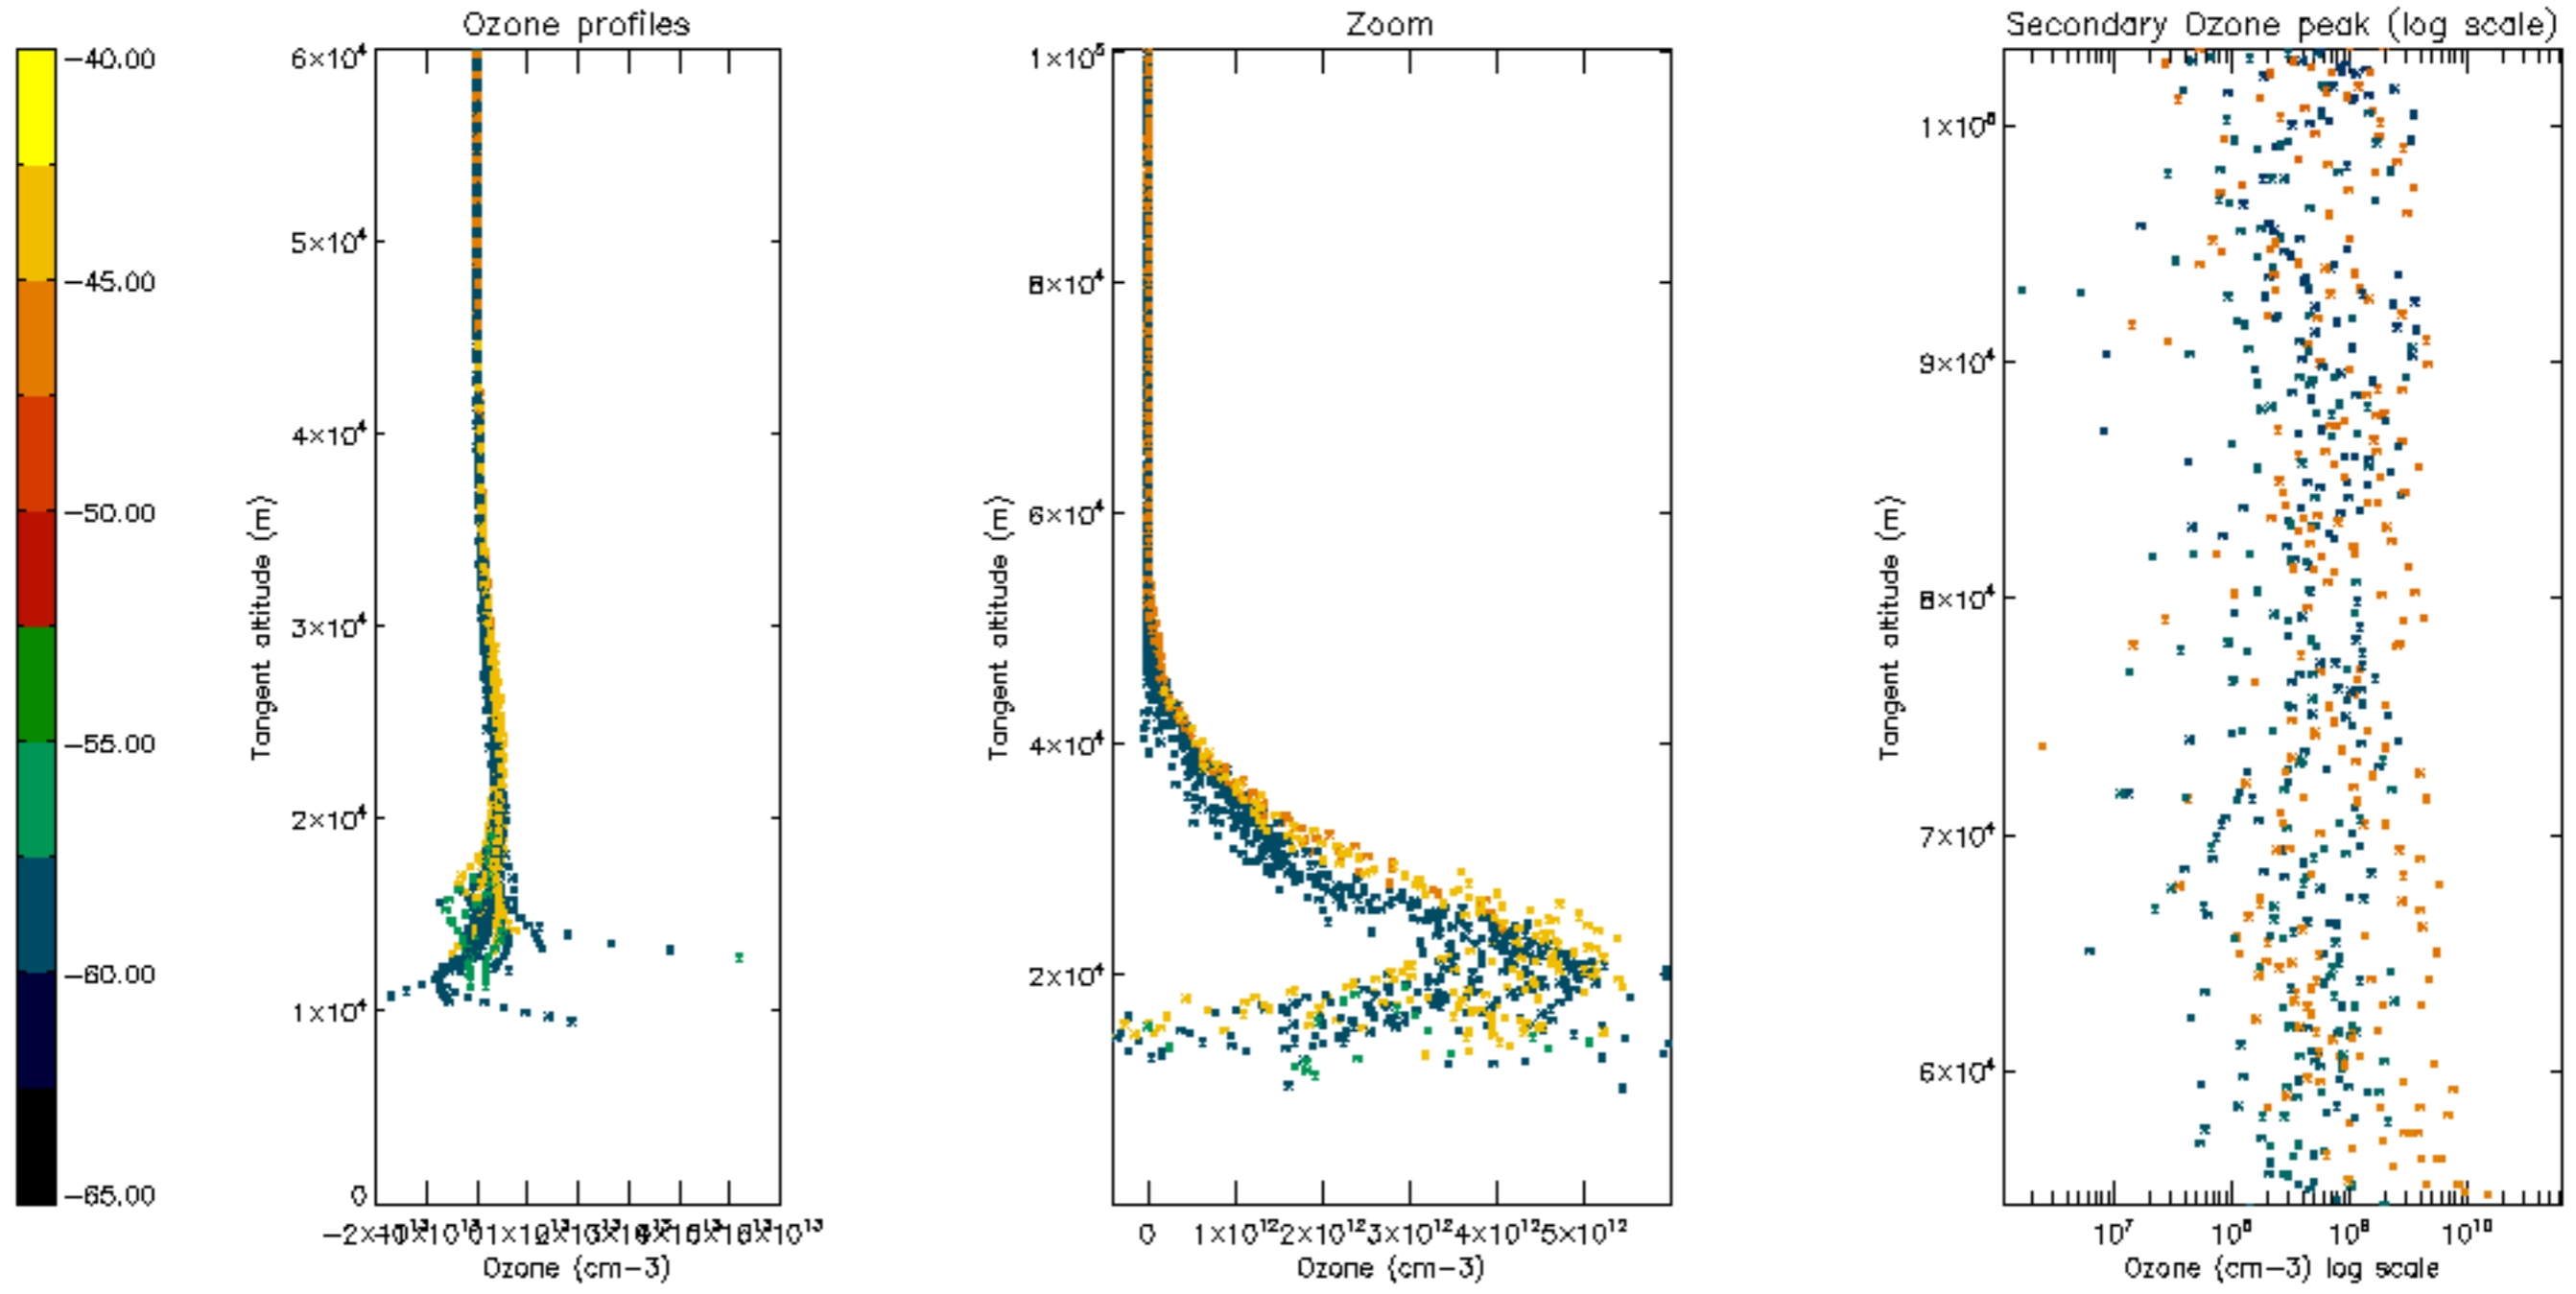 Ozone profiles
Zoom
Secondary Ozone peak (log scale)
-40.00
-45.00
-50.00
-55.00
-60.00
-65.00
6×10⁴
5×10⁴
4×10⁴
3×10⁴
2×10⁴
1×10⁴
0
Tangent altitude (m)
Ozone (cm-3)
1×10⁵
8×10⁴
6×10⁴
4×10⁴
2×10⁴
Tangent altitude (m)
0 1×10¹² 2×10¹² 3×10¹² 4×10¹² 5×10¹²
Ozone (cm-3)
1×10⁵
9×10⁴
8×10⁴
7×10⁴
6×10⁴
Tangent altitude (m)
10⁷ 10⁸ 10⁹ 10¹⁰
Ozone (cm-3) log scale